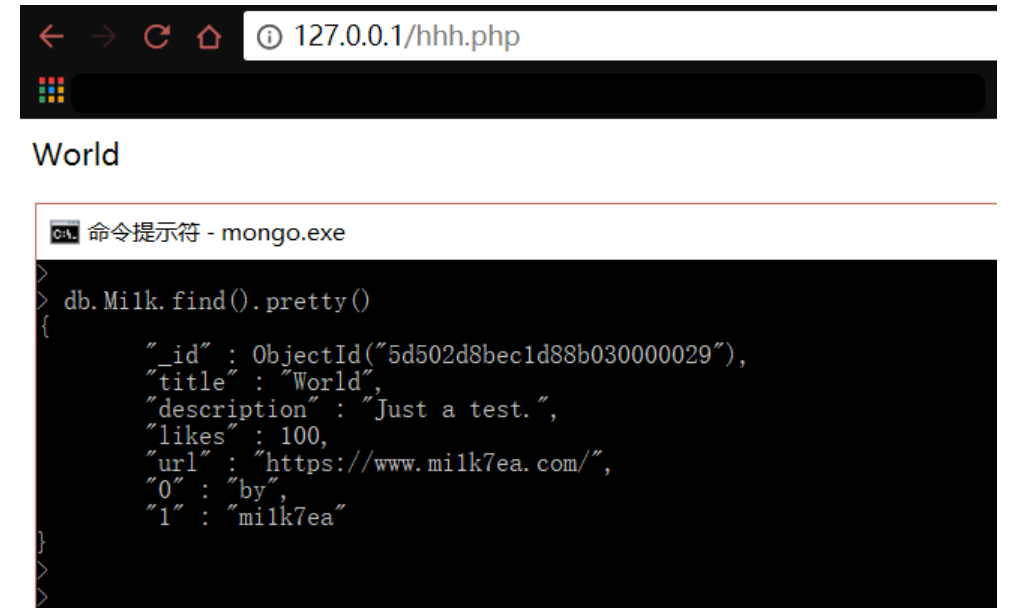 127.0.0.1/hhh.php
World
命令提示符 - mongo.exe
>
> db.Milk.find().pretty()
{
"_id" : ObjectId("5d502d8bec1d88b030000029"),
"title" : "World",
"description" : "Just a test.",
"likes" : 100,
"url" : "https://www.mi1k7ea.com/",
"0" : "by",
"1" : "mi1k7ea"
}
>
>